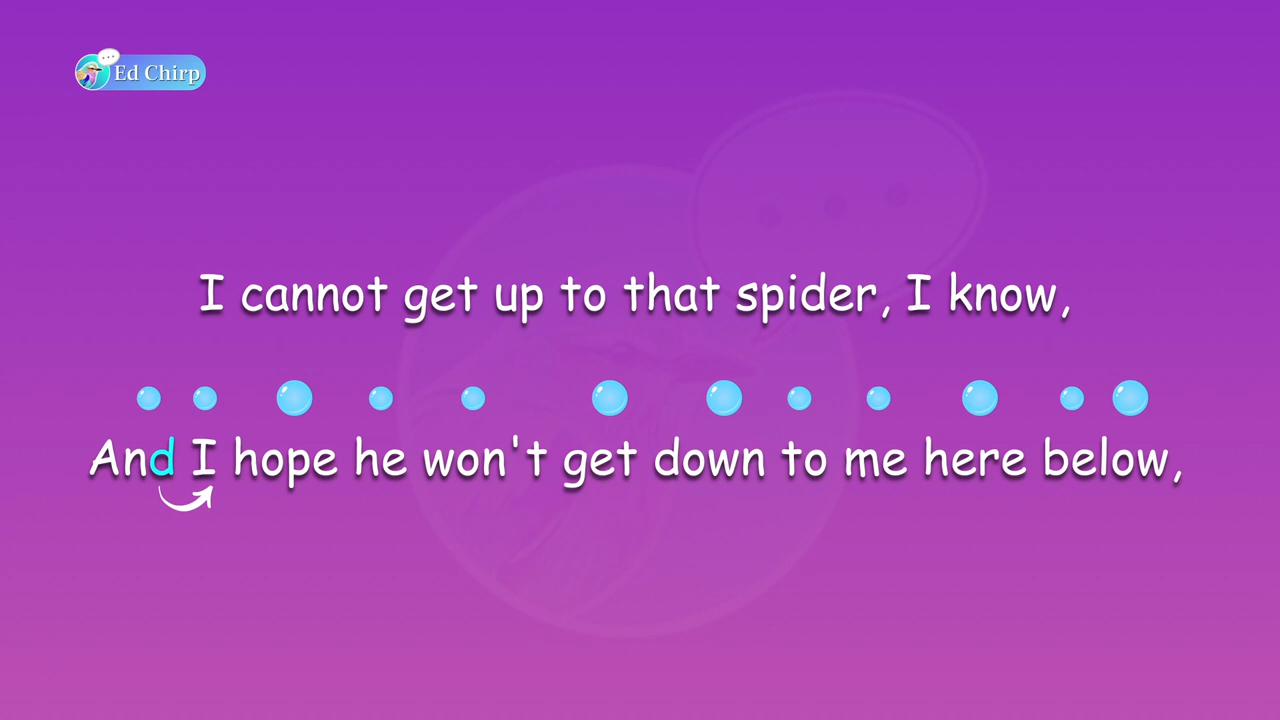 Ed Chirp
I cannot get up to that spider, I know,
And I hope he won't get down to me here below,